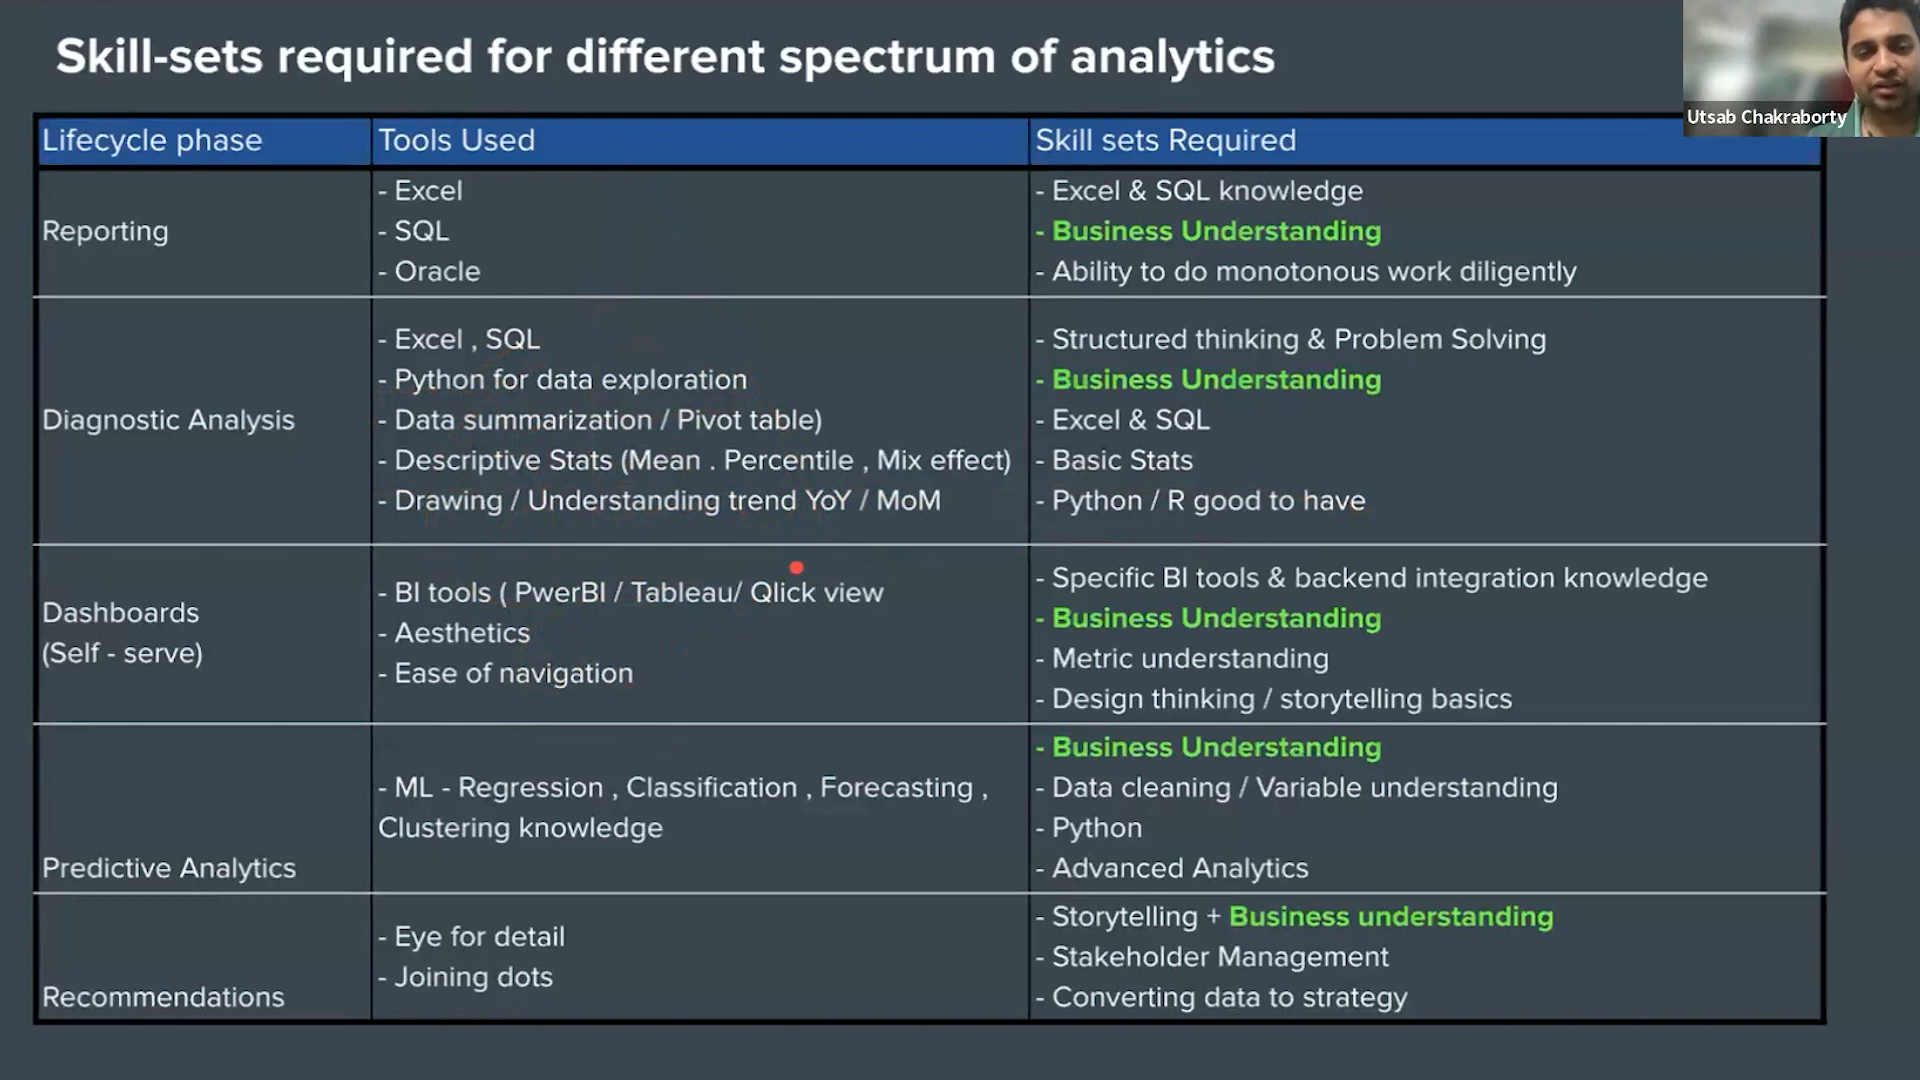 Skill-sets required for different spectrum of analytics
Utsab Chakraborty
Lifecycle phase
Tools Used
Skill sets Required
Reporting
- Excel
- SQL
- Oracle
- Excel & SQL knowledge
- Business Understanding
- Ability to do monotonous work diligently
Diagnostic Analysis
- Excel , SQL
- Python for data exploration
- Data summarization / Pivot table)
- Descriptive Stats (Mean . Percentile , Mix effect)
- Drawing / Understanding trend YoY / MoM
- Structured thinking & Problem Solving
- Business Understanding
- Excel & SQL
- Basic Stats
- Python / R good to have
Dashboards
(Self - serve)
- BI tools ( PwerBI / Tableau/ Qlick view
- Aesthetics
- Ease of navigation
- Specific BI tools & backend integration knowledge
- Business Understanding
- Metric understanding
- Design thinking / storytelling basics
Predictive Analytics
- ML - Regression , Classification , Forecasting ,
Clustering knowledge
- Business Understanding
- Data cleaning / Variable understanding
- Python
- Advanced Analytics
Recommendations
- Eye for detail
- Joining dots
- Storytelling + Business understanding
- Stakeholder Management
- Converting data to strategy